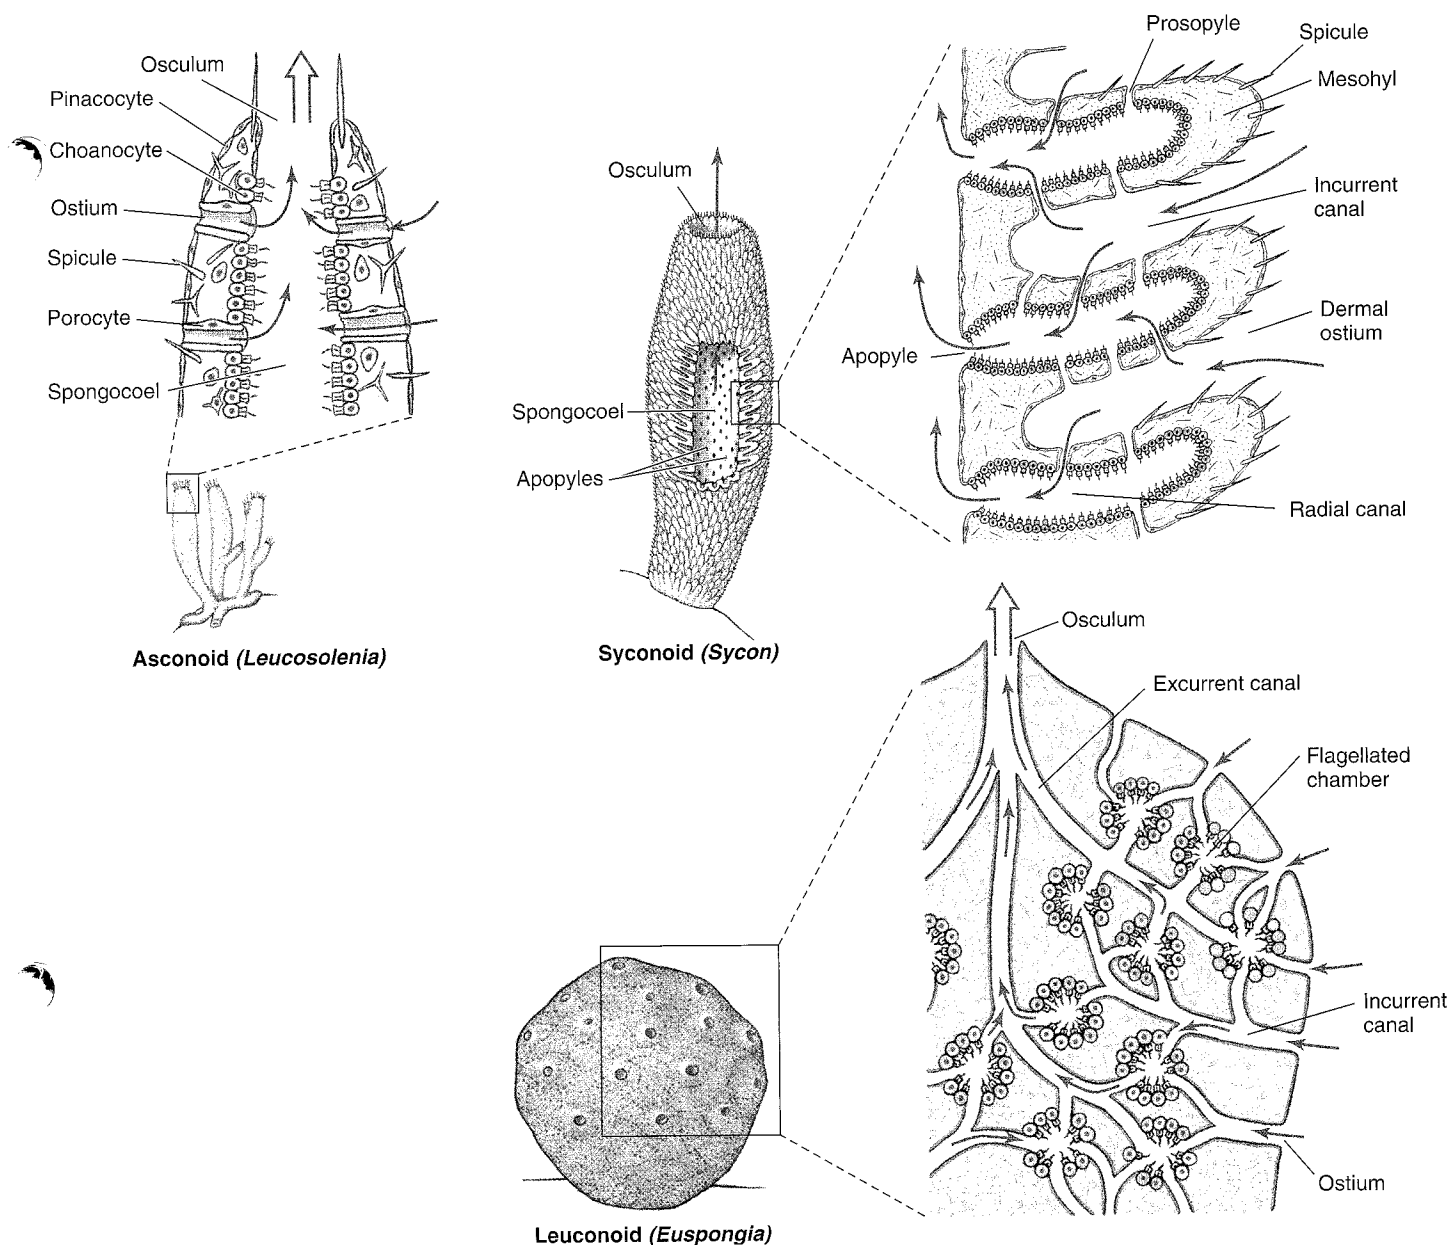 Osculum
Pinacocyte
Choanocyte
Ostium
Spicule
Porocyte
Spongocoel
Asconoid (Leucosolenia)
Osculum
Spongocoel
Apopyles
Syconoid (Sycon)
Prosopyle
Spicule
Mesohyl
Incurrent
canal
Dermal
ostium
Apopyle
Radial canal
Osculum
Excurrent canal
Flagellated
chamber
Incurrent
canal
Ostium
Leuconoid (Euspongia)